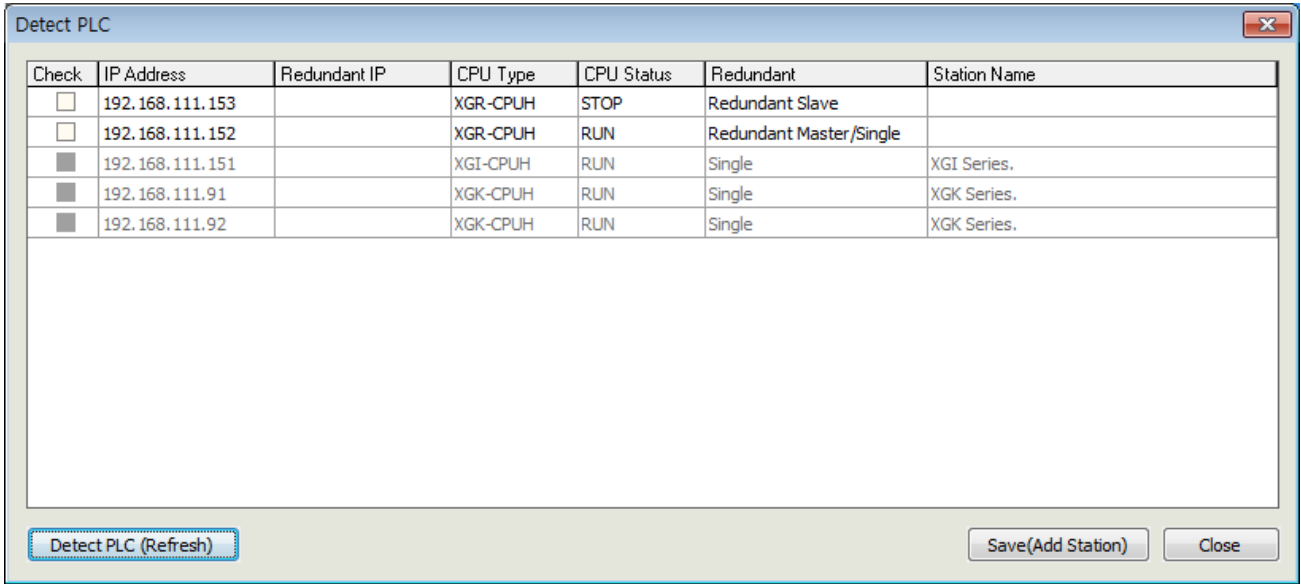 Detect PLC
Check IP Address Redundant IP CPU Type CPU Status Redundant Station Name
192.168.111.153 XGR-CPUH STOP Redundant Slave
192.168.111.152 XGR-CPUH RUN Redundant Master/Single
192.168.111.151 XGI-CPUH RUN Single XGI Series.
192.168.111.91 XGK-CPUH RUN Single XGK Series.
192.168.111.92 XGK-CPUH RUN Single XGK Series.
Detect PLC (Refresh) Save(Add Station) Close